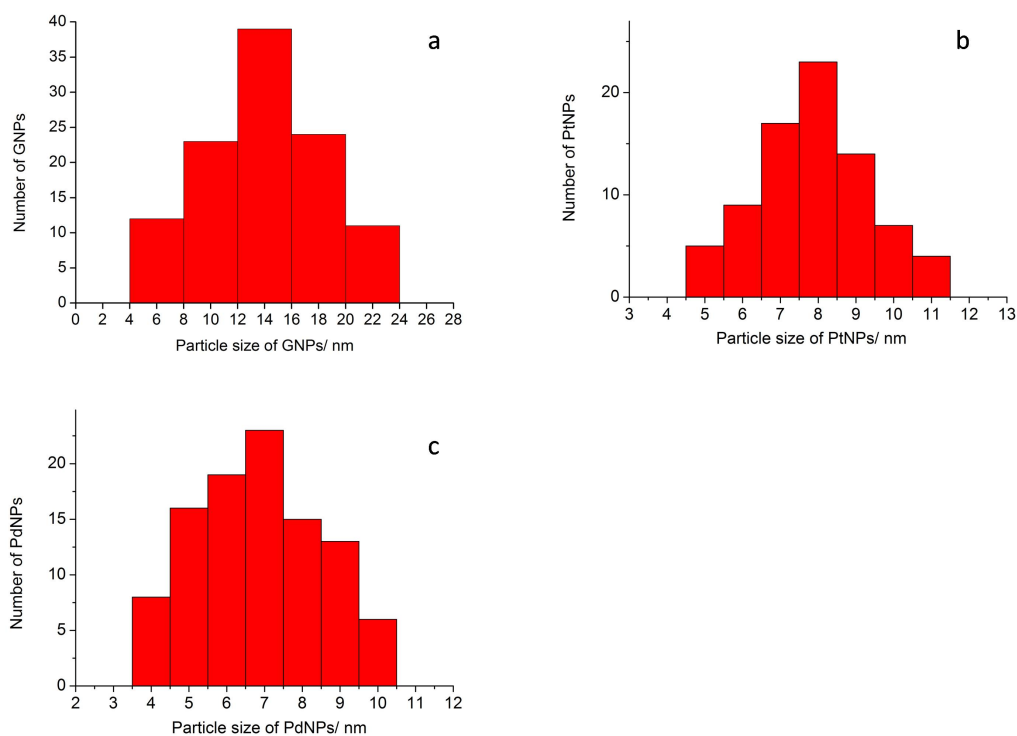 a
Number of GNPs
40
35
30
25
20
15
10
5
0
0 2 4 6 8 10 12 14 16 18 20 22 24 26 28
Particle size of GNPs/ nm
b
Number of PtNPs
20
10
0
3 4 5 6 7 8 9 10 11 12 13
Particle size of PtNPs/ nm
c
Number of PdNPs
20
15
10
5
0
2 3 4 5 6 7 8 9 10 11 12
Particle size of PdNPs/ nm